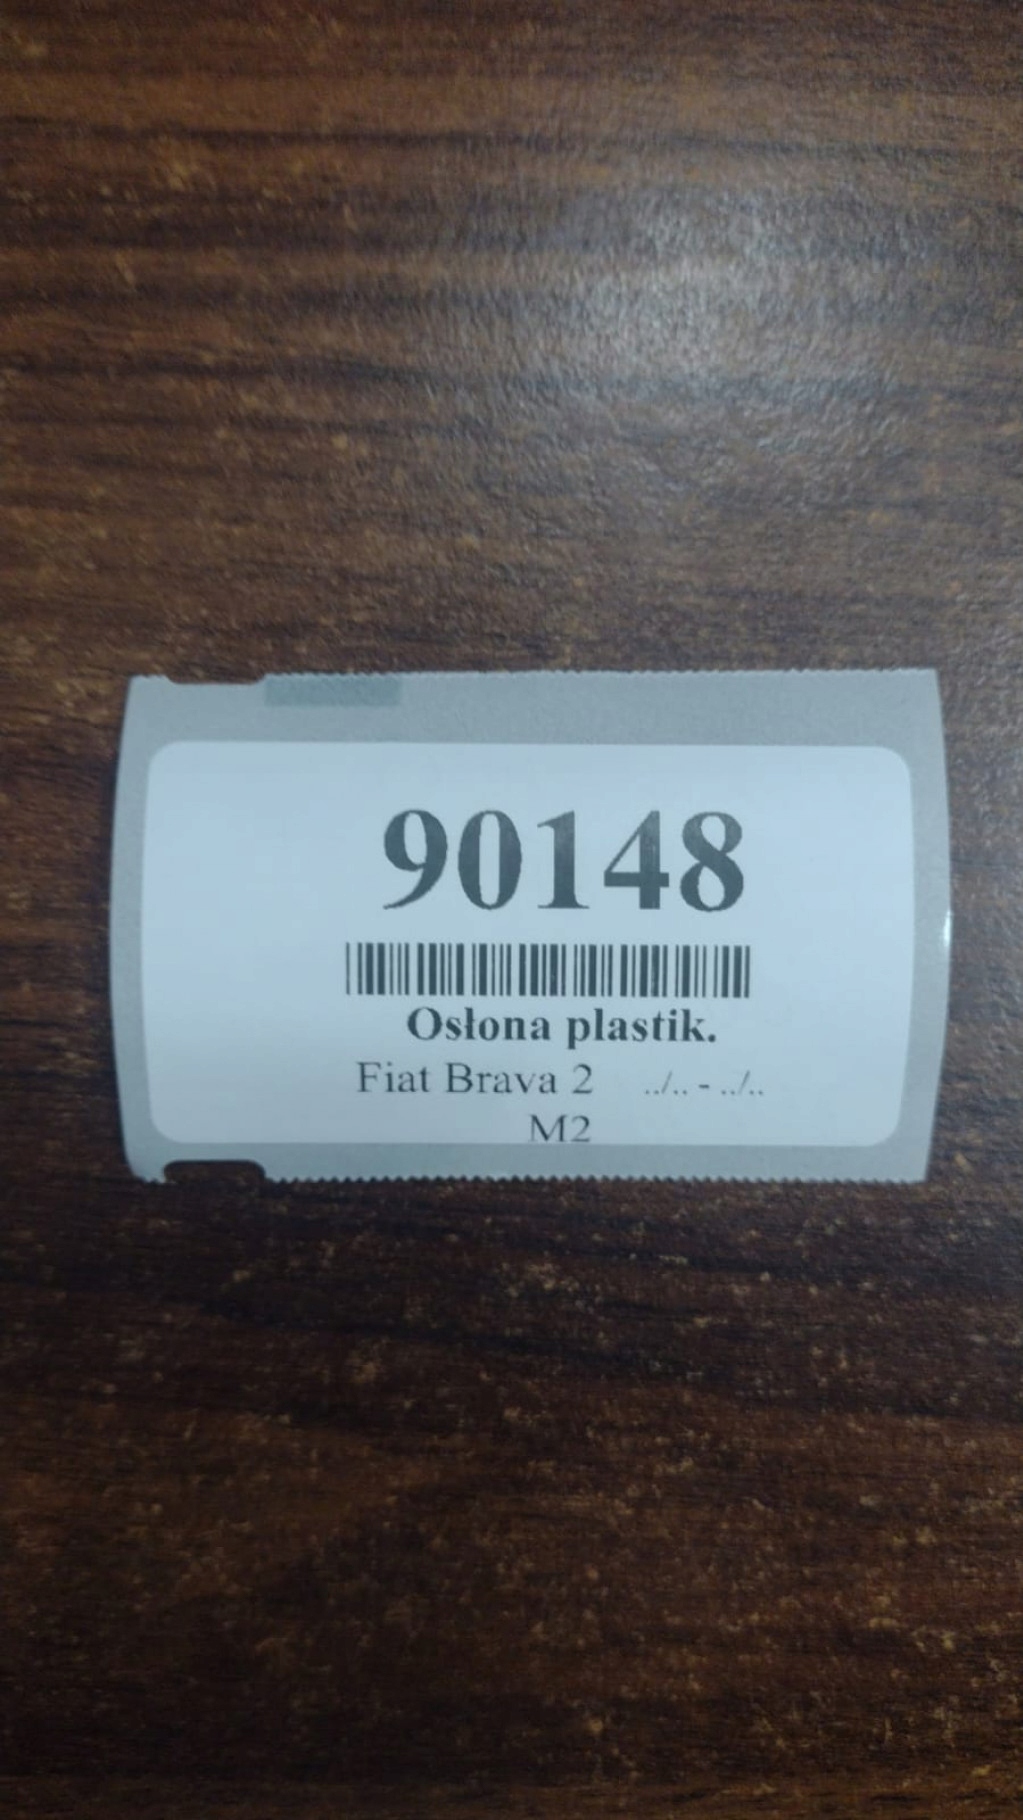 90148
Osłona plastik.
Fiat Brava 2 ../.. - ../..
M2